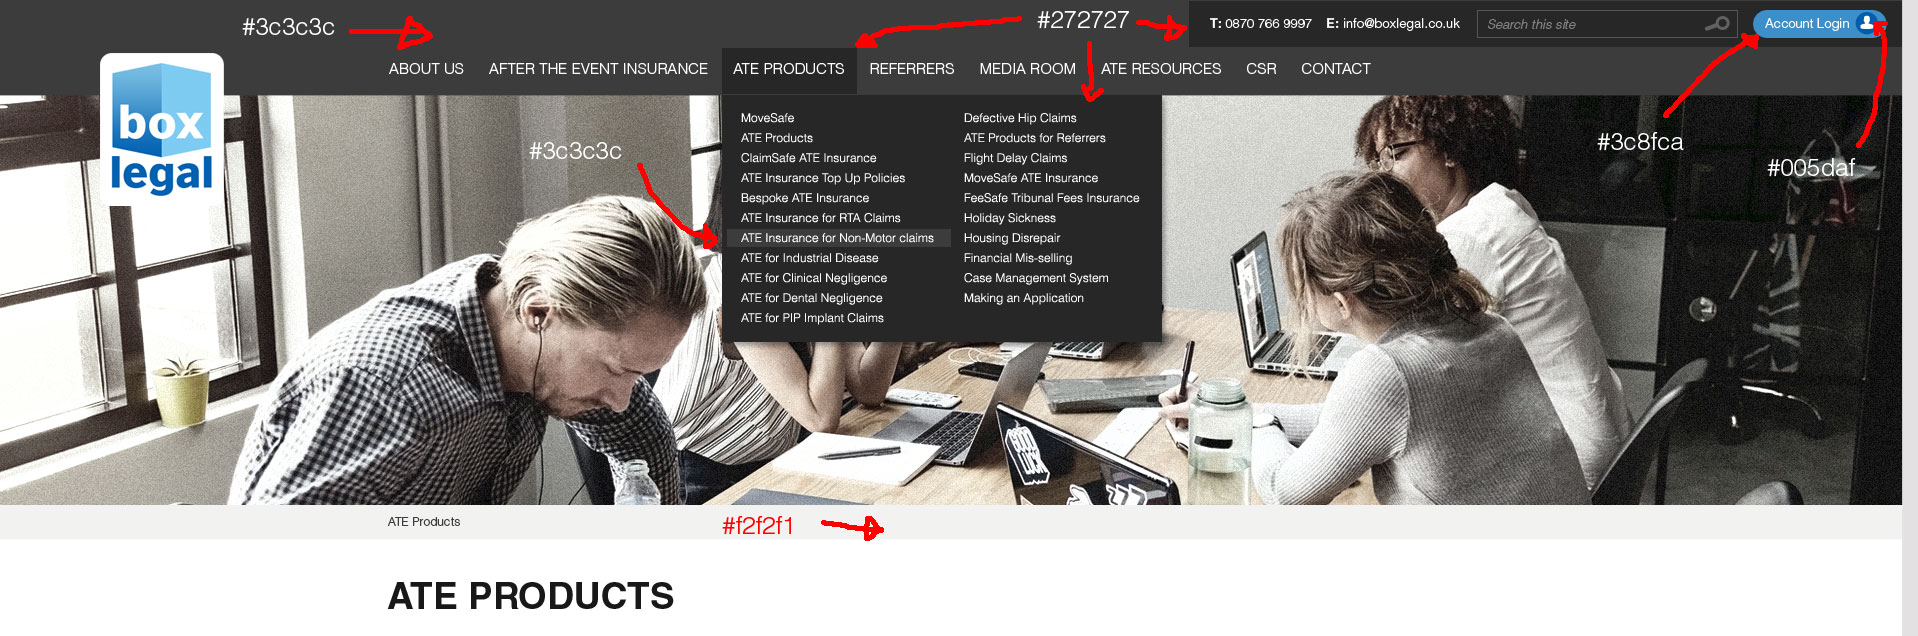 #3c3c3c
#272727
T: 0870 766 9997 E: info@boxlegal.co.uk
Search this site
Account Login
ABOUT US AFTER THE EVENT INSURANCE ATE PRODUCTS REFERRERS MEDIA ROOM ATE RESOURCES CSR CONTACT
box
legal
#3c3c3c
MoveSafe
ATE Products
ClaimSafe ATE Insurance
ATE Insurance Top Up Policies
Bespoke ATE Insurance
ATE Insurance for RTA Claims
ATE Insurance for Non-Motor claims
ATE for Industrial Disease
ATE for Clinical Negligence
ATE for Dental Negligence
ATE for PIP Implant Claims
Defective Hip Claims
ATE Products for Referrers
Flight Delay Claims
MoveSafe ATE Insurance
FeeSafe Tribunal Fees Insurance
Holiday Sickness
Housing Disrepair
Financial Mis-selling
Case Management System
Making an Application
#3c8fca
#005daf
GOOD
LUCK
ATE Products
#f2f2f1
ATE PRODUCTS